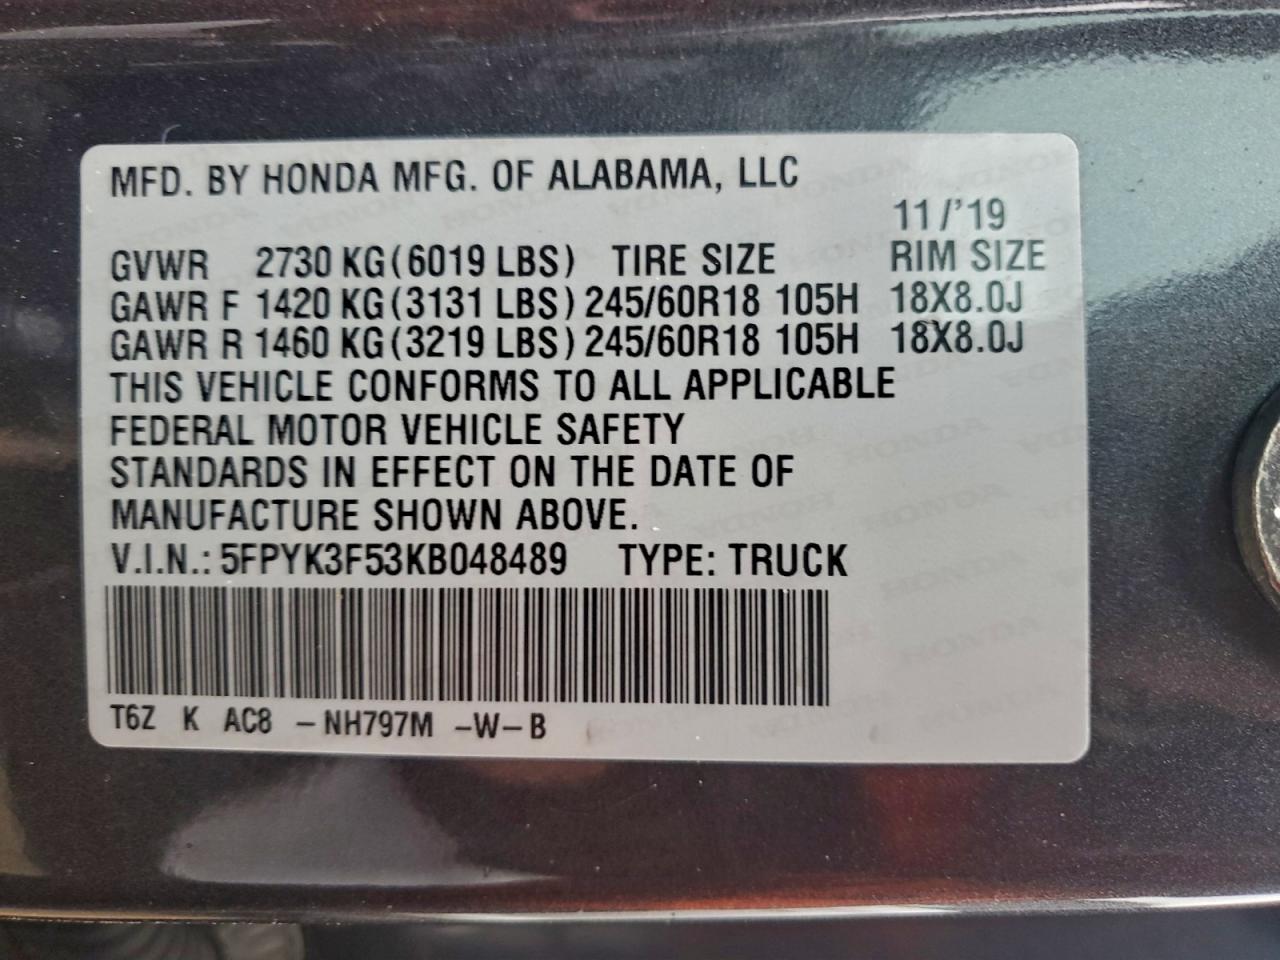 MFD. BY HONDA MFG. OF ALABAMA, LLC
11/'19
GVWR 2730 KG(6019 LBS) TIRE SIZE RIM SIZE
GAWR F 1420 KG(3131 LBS) 245/60R18 105H 18X8.0J
GAWR R 1460 KG(3219 LBS) 245/60R18 105H 18X8.0J
THIS VEHICLE CONFORMS TO ALL APPLICABLE
FEDERAL MOTOR VEHICLE SAFETY
STANDARDS IN EFFECT ON THE DATE OF
MANUFACTURE SHOWN ABOVE.
V.I.N.: 5FPYK3F53KB048489 TYPE: TRUCK
T6Z K AC8 -NH797M -W-B